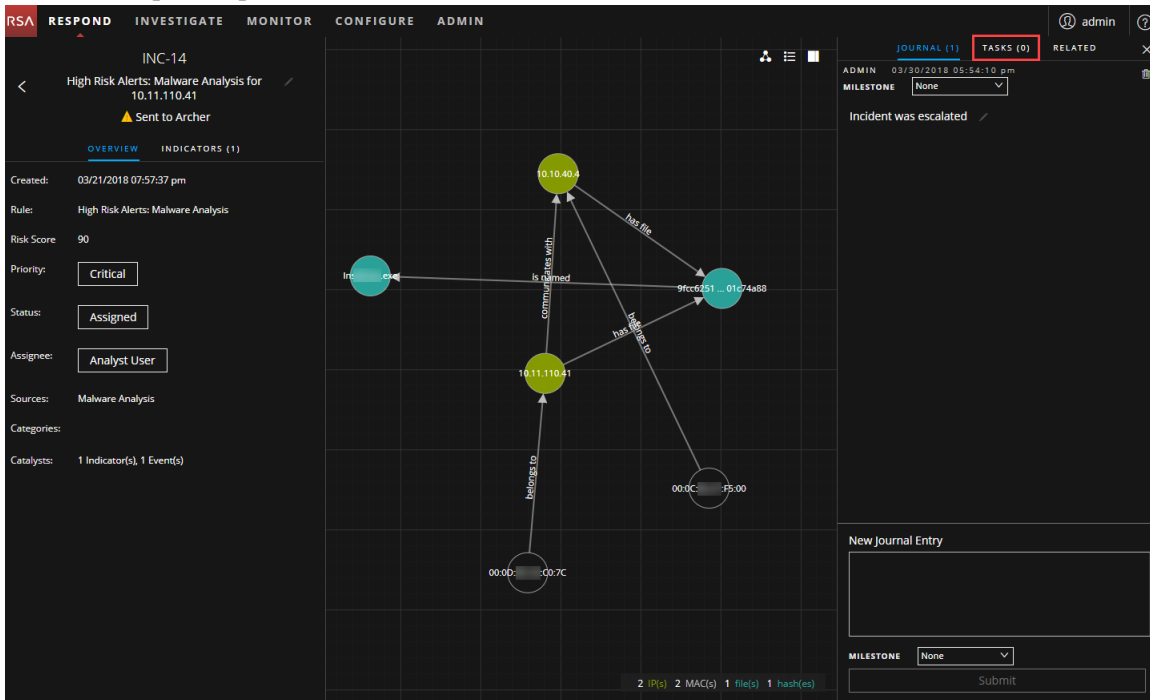 RSA RESPOND INVESTIGATE MONITOR CONFIGURE ADMIN admin ?
INC-14
High Risk Alerts: Malware Analysis for
10.11.110.41
Sent to Archer
OVERVIEW INDICATORS (1)
Created: 03/21/2018 07:57:37 pm
Rule: High Risk Alerts: Malware Analysis
Risk Score 90
Priority: Critical
Status: Assigned
Assignee: Analyst User
Sources: Malware Analysis
Categories:
Catalysts: 1 Indicator(s), 1 Event(s)
10.10.40.4
has file
communicates with
is named
.exe
9fcc6251 ... 01c74a88
has file
belongs to
10.11.110.41
belongs to
00:0C: :F5:00
00:0D: :C0:7C
2 IP(s) 2 MAC(s) 1 file(s) 1 hash(es)
JOURNAL (1) TASKS (0) RELATED
ADMIN 03/30/2018 05:54:10 pm
MILESTONE None
Incident was escalated
New Journal Entry
MILESTONE None
Submit